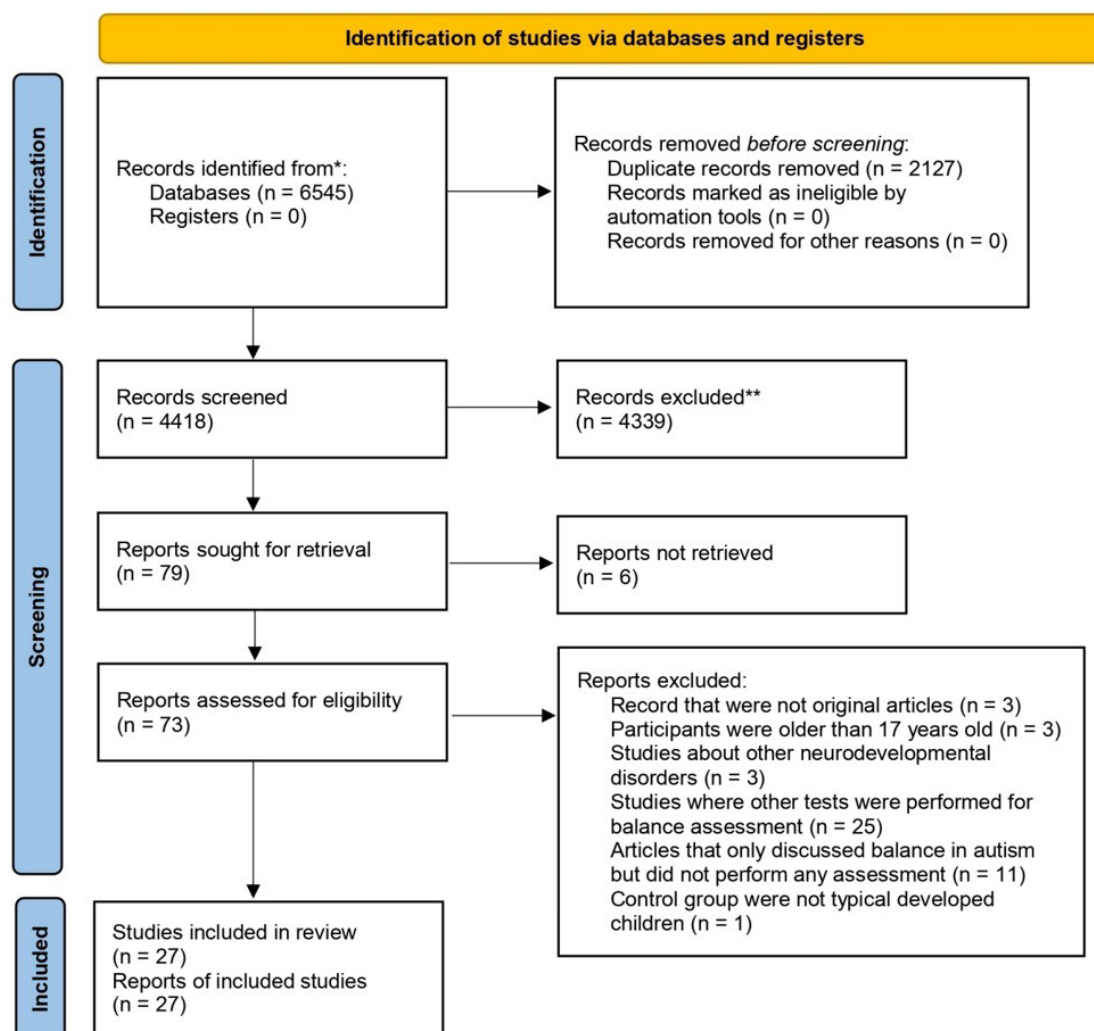 Identification of studies via databases and registers
Identification
Records identified from*:
Databases (n = 6545)
Registers (n = 0)
Records removed before screening:
Duplicate records removed (n = 2127)
Records marked as ineligible by
automation tools (n = 0)
Records removed for other reasons (n = 0)
Screening
Records screened
(n = 4418)
Records excluded**
(n = 4339)
Reports sought for retrieval
(n = 79)
Reports not retrieved
(n = 6)
Reports assessed for eligibility
(n = 73)
Reports excluded:
Record that were not original articles (n = 3)
Participants were older than 17 years old (n = 3)
Studies about other neurodevelopmental
disorders (n = 3)
Studies where other tests were performed for
balance assessment (n = 25)
Articles that only discussed balance in autism
but did not perform any assessment (n = 11)
Control group were not typical developed
children (n = 1)
Included
Studies included in review
(n = 27)
Reports of included studies
(n = 27)